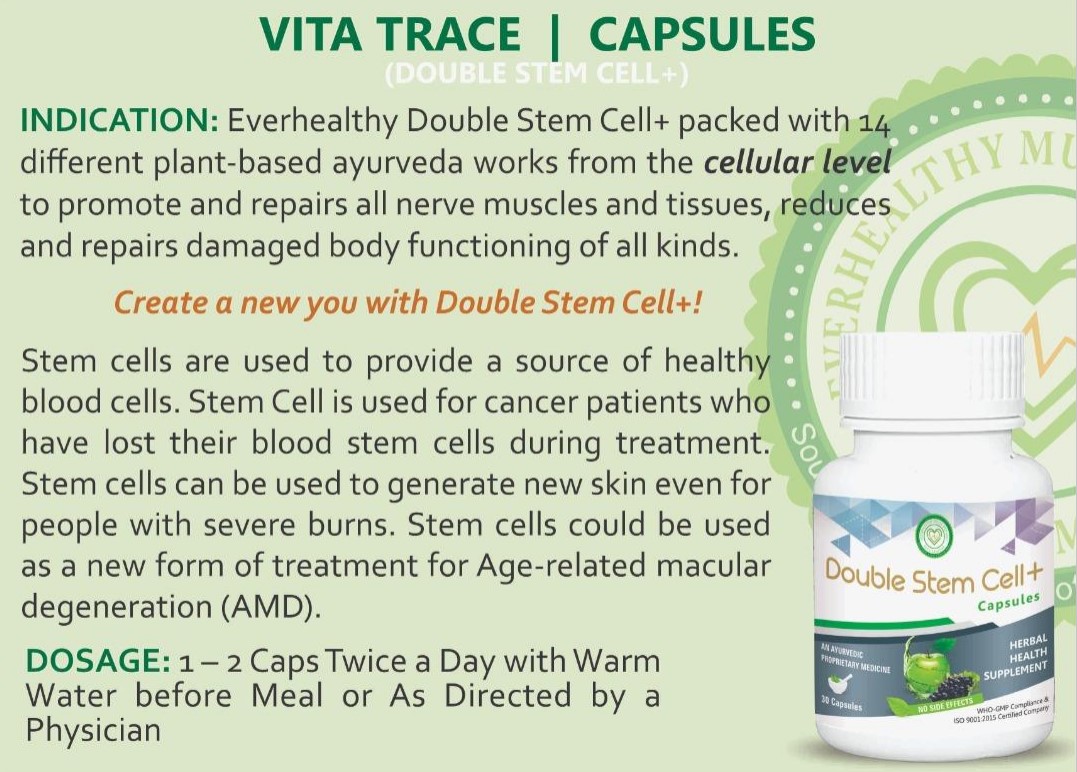 VITA TRACE | CAPSULES
(DOUBLE STEM CELL+)
INDICATION: Everhealthy Double Stem Cell+ packed with 14
different plant-based ayurveda works from the cellular level
to promote and repairs all nerve muscles and tissues, reduces
and repairs damaged body functioning of all kinds.
Create a new you with Double Stem Cell+!
Stem cells are used to provide a source of healthy
blood cells. Stem Cell is used for cancer patients who
have lost their blood stem cells during treatment.
Stem cells can be used to generate new skin even for
people with severe burns. Stem cells could be used
as a new form of treatment for Age-related macular
degeneration (AMD).
DOSAGE: 1 – 2 Caps Twice a Day with Warm
Water before Meal or As Directed by a
Physician
EVERHEALTHY
Double Stem Cell+
Capsules
AN AYURVEDIC
PROPRIETARY MEDICINE
30 Capsules
HERBAL
HEALTH
SUPPLEMENT
NO SIDE EFFECTS
WHO-GMP Compliance &
ISO 9001:2015 Certified Company